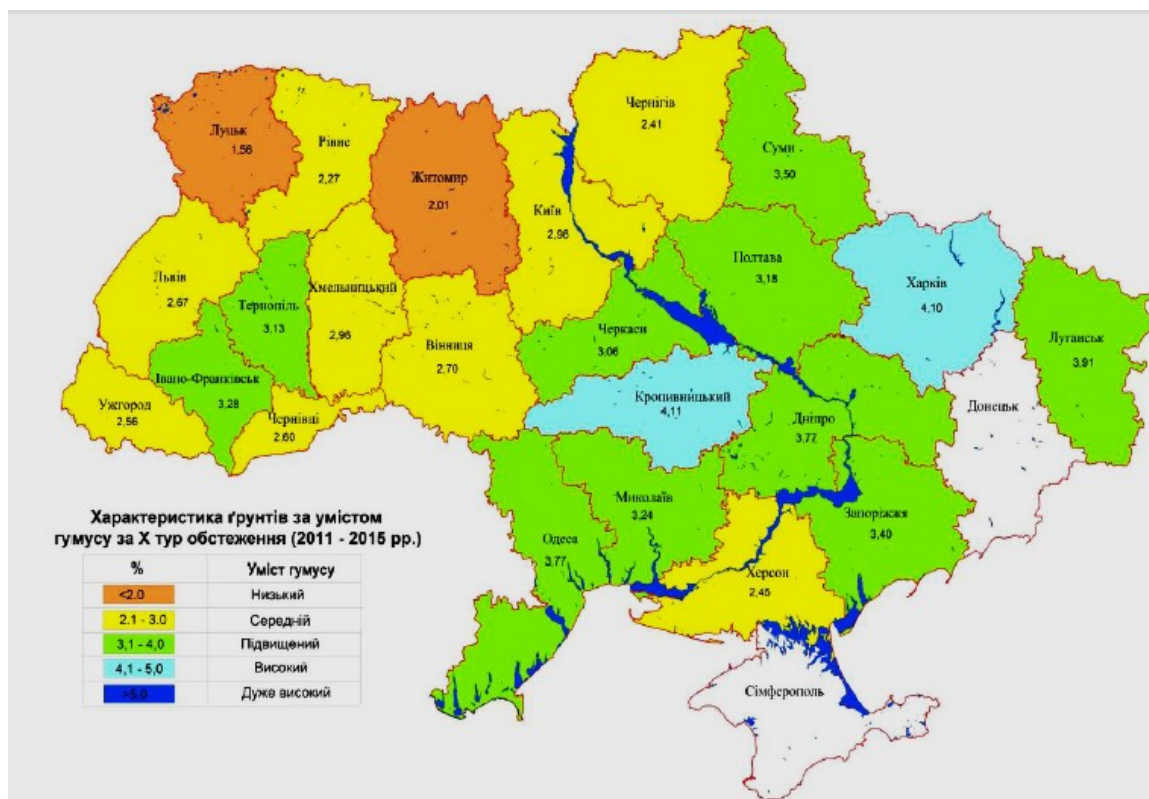 Чернігів
2,41
Луцьк
1,56
Рівне
2,27
Житомир
2,01
Київ
2,96
Суми
3,50
Львів
2,67
Тернопіль
3,13
Хмельницький
2,96
Полтава
3,18
Харків
4,10
Луганськ
3,91
Черкаси
3,06
Вінниця
2,70
Івано-Франківськ
3,28
Ужгород
2,56
Чернівці
2,60
Кропивницький
4,11
Дніпро
3,77
Донецьк
Миколаїв
3,24
Запоріжжя
3,40
Одеса
3,77
Херсон
2,45
Сімферополь
Характеристика ґрунтів за умістом
гумусу за X тур обстеження (2011 - 2015 рр.)
% Уміст гумусу
<2.0 Низький
2.1 - 3.0 Середній
3,1 - 4,0 Підвищений
4,1 - 5,0 Високий
>5.0 Дуже високий